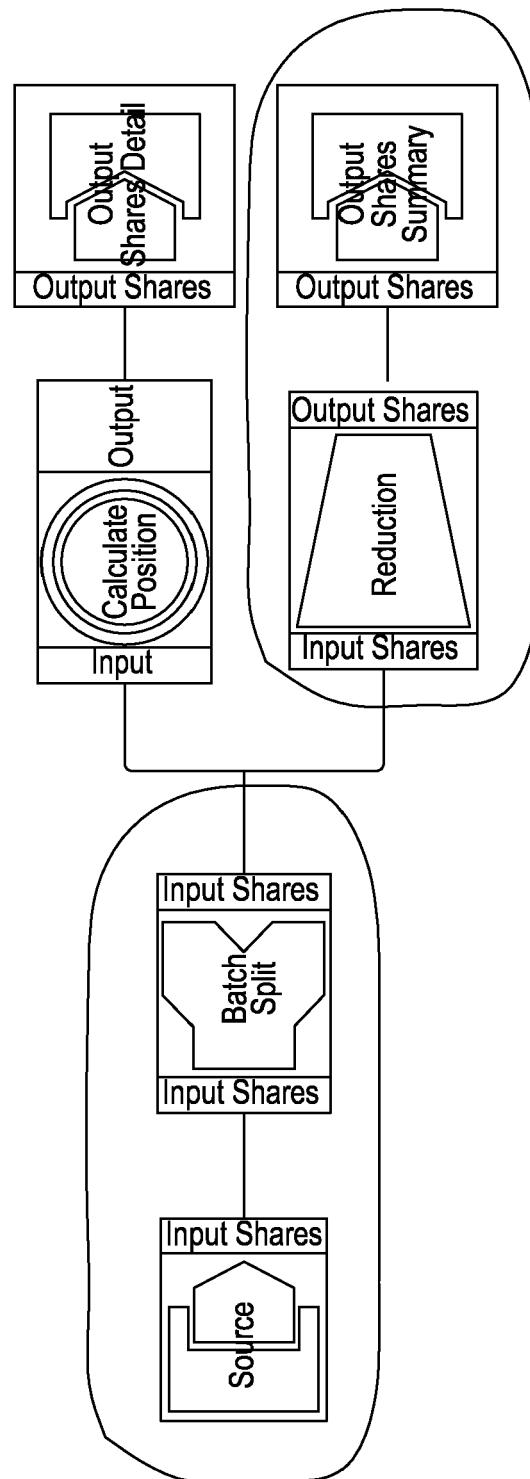 Output
Shares Detail
Output Shares
Output
Shares
Summary
Output Shares
Output
Calculate
Position
Input
Output Shares
Reduction
Input Shares
Input Shares
Batch
Split
Input Shares
Input Shares
Source